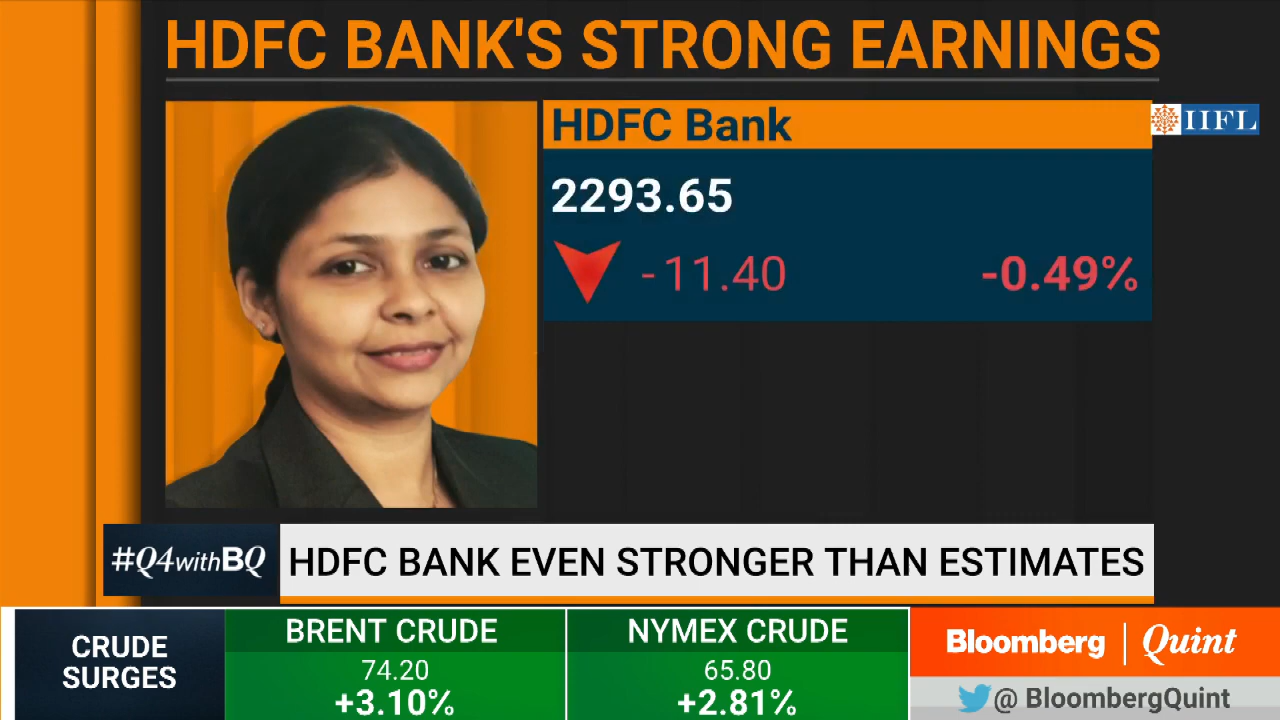 HDFC BANK'S STRONG EARNINGS
HDFC Bank
IIFL
2293.65
-11.40 -0.49%
#Q4withBQ
HDFC BANK EVEN STRONGER THAN ESTIMATES
CRUDE
SURGES
BRENT CRUDE
74.20
+3.10%
NYMEX CRUDE
65.80
+2.81%
Bloomberg | Quint
@ BloombergQuint